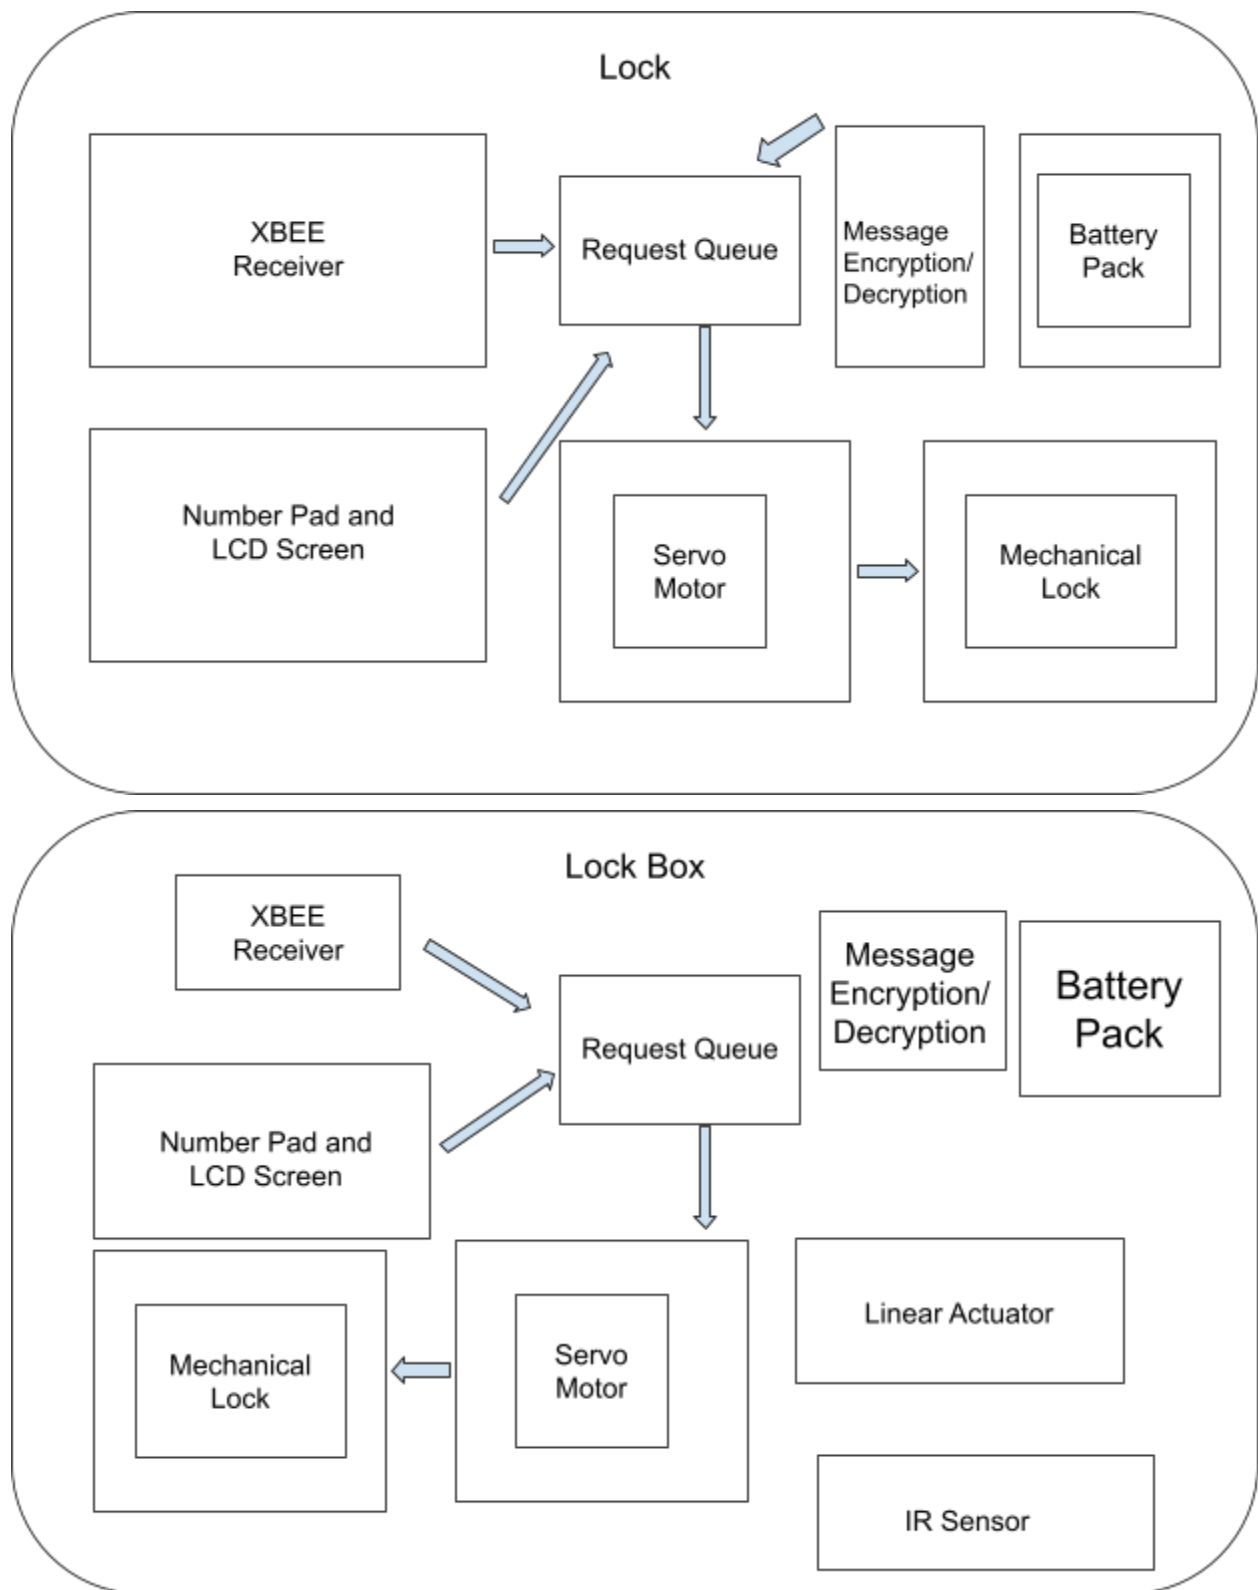 Lock
XBEE
Receiver
Request Queue
Message
Encryption/
Decryption
Battery
Pack
Number Pad and
LCD Screen
Servo
Motor
Mechanical
Lock
Lock Box
XBEE
Receiver
Request Queue
Message
Encryption/
Decryption
Battery
Pack
Number Pad and
LCD Screen
Mechanical
Lock
Servo
Motor
Linear Actuator
IR Sensor